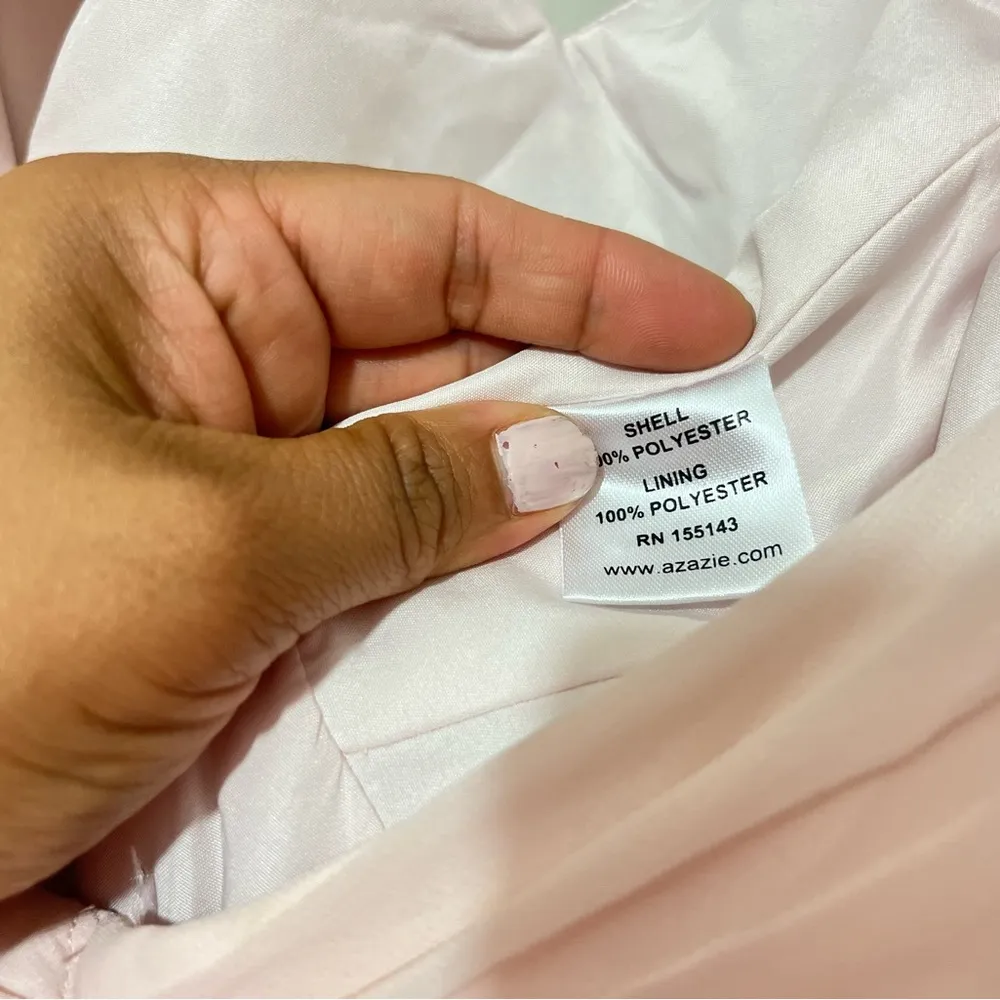 SHELL
00% POLYESTER
LINING
100% POLYESTER
RN 155143
www.azazie.com